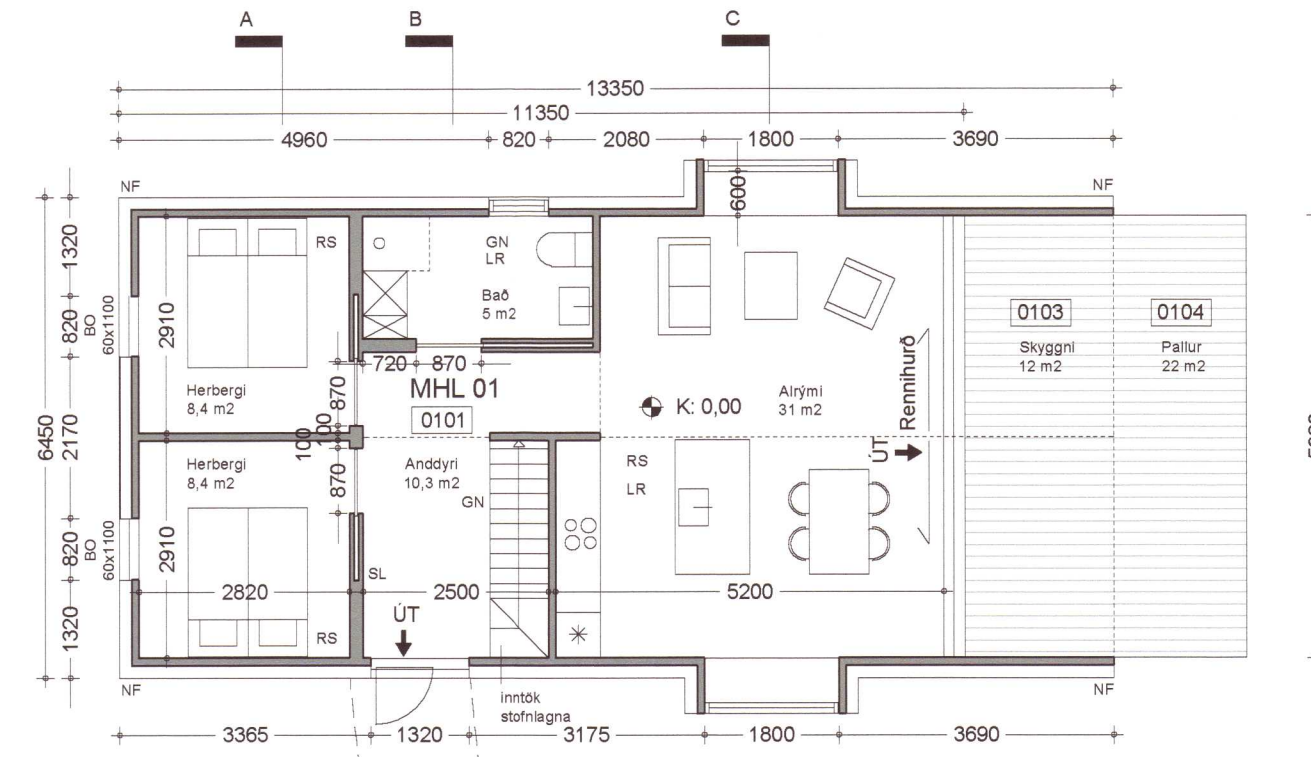 A
B
C
13350
11350
4960
820
2080
1800
3690
NF
NF
600
1320
820
2170
820
1320
6450
BO
60x1100
BO
60x1100
2910
2910
RS
GN
LR
Bað
5 m2
720
870
MHL 01
0101
870
100
100
870
Herbergi
8,4 m2
Herbergi
8,4 m2
Anddyri
10,3 m2
GN
K: 0,00
Alrými
31 m2
Rennihurð
ÚT
0103
Skyggni
12 m2
0104
Pallur
22 m2
RS
LR
SL
2820
2500
5200
ÚT
RS
inntök
stofnlagna
NF
NF
3365
1320
3175
1800
3690